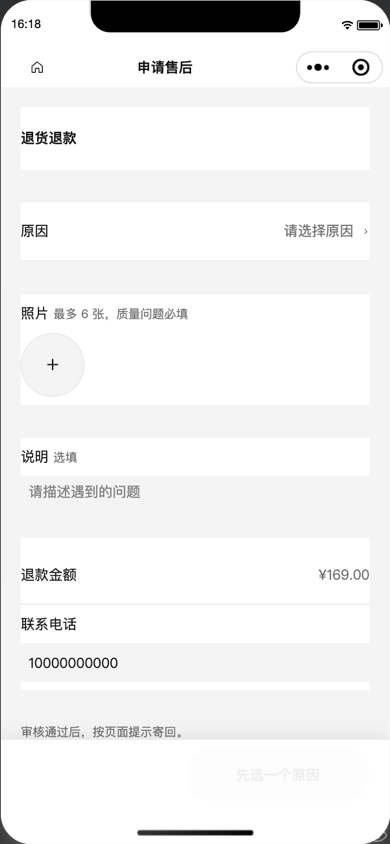 16:18
申请售后
退货退款
原因 请选择原因 ›
照片 最多 6 张，质量问题必填
+
说明 选填
请描述遇到的问题
退款金额 ¥169.00
联系电话
10000000000
审核通过后，按页面提示寄回。
先选一个原因